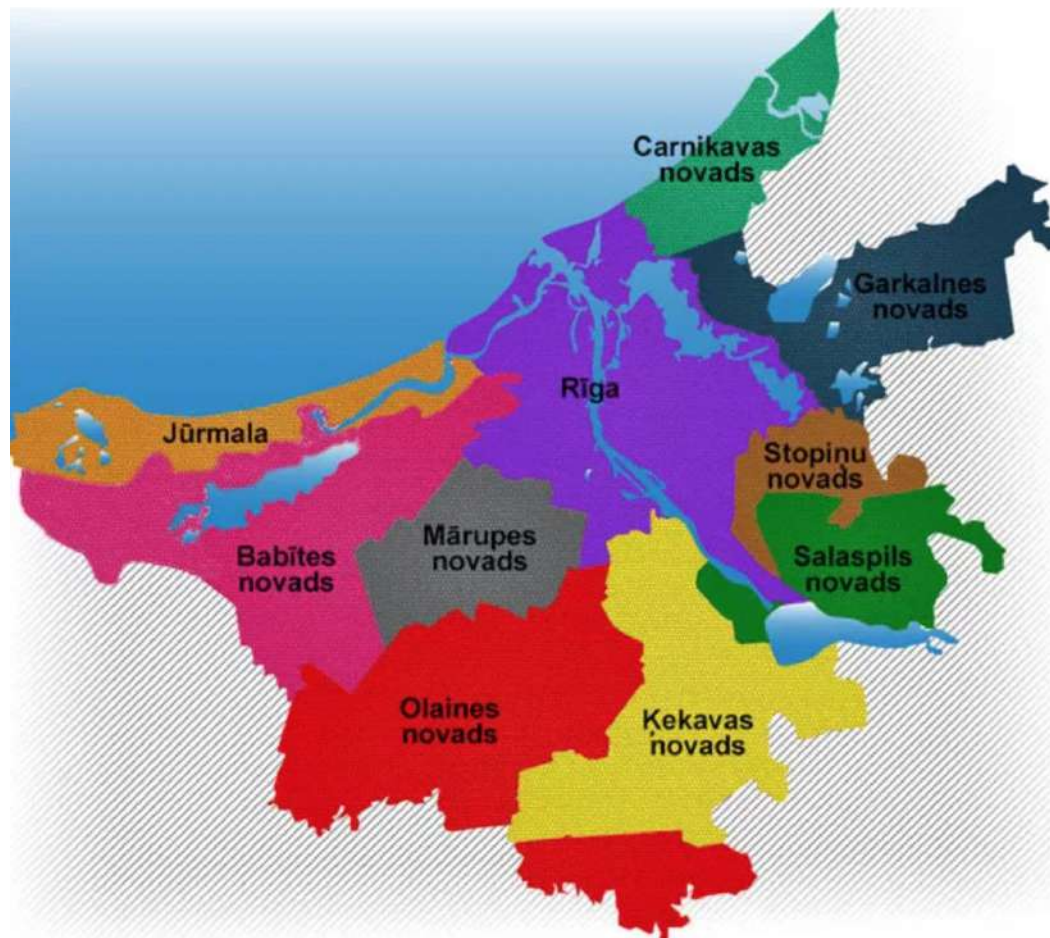 Carnikavas
novads
Garkalnes
novads
Rīga
Jūrmala
Stopiņu
novads
Mārupes
novads
Babītes
novads
Salaspils
novads
Olaines
novads
Ķekavas
novads